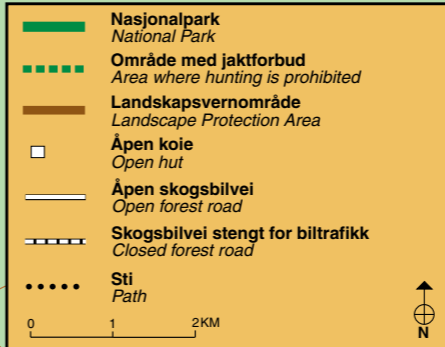 Nasjonalpark
National Park
Område med jaktforbud
Area where hunting is prohibited
Landskapsvernområde
Landscape Protection Area
Åpen koie
Open hut
Åpen skogsbilvei
Open forest road
Skogsbilvei stengt for biltrafikk
Closed forest road
Sti
Path
0 1 2KM
N